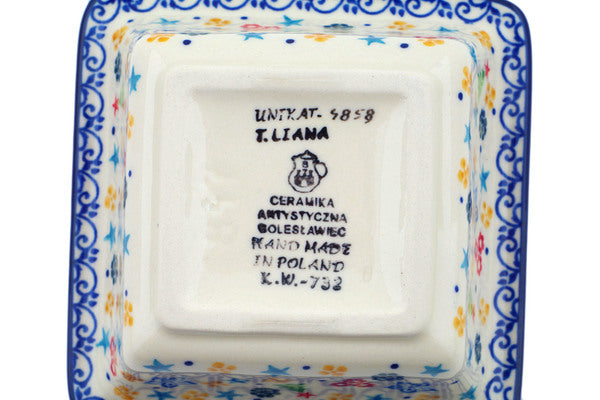 UNIKAT-4858
T.LIANA
CERAMIKA
ARTYSTYCZNA
BOLESŁAWIEC
HAND MADE
IN POLAND
K.W.-732